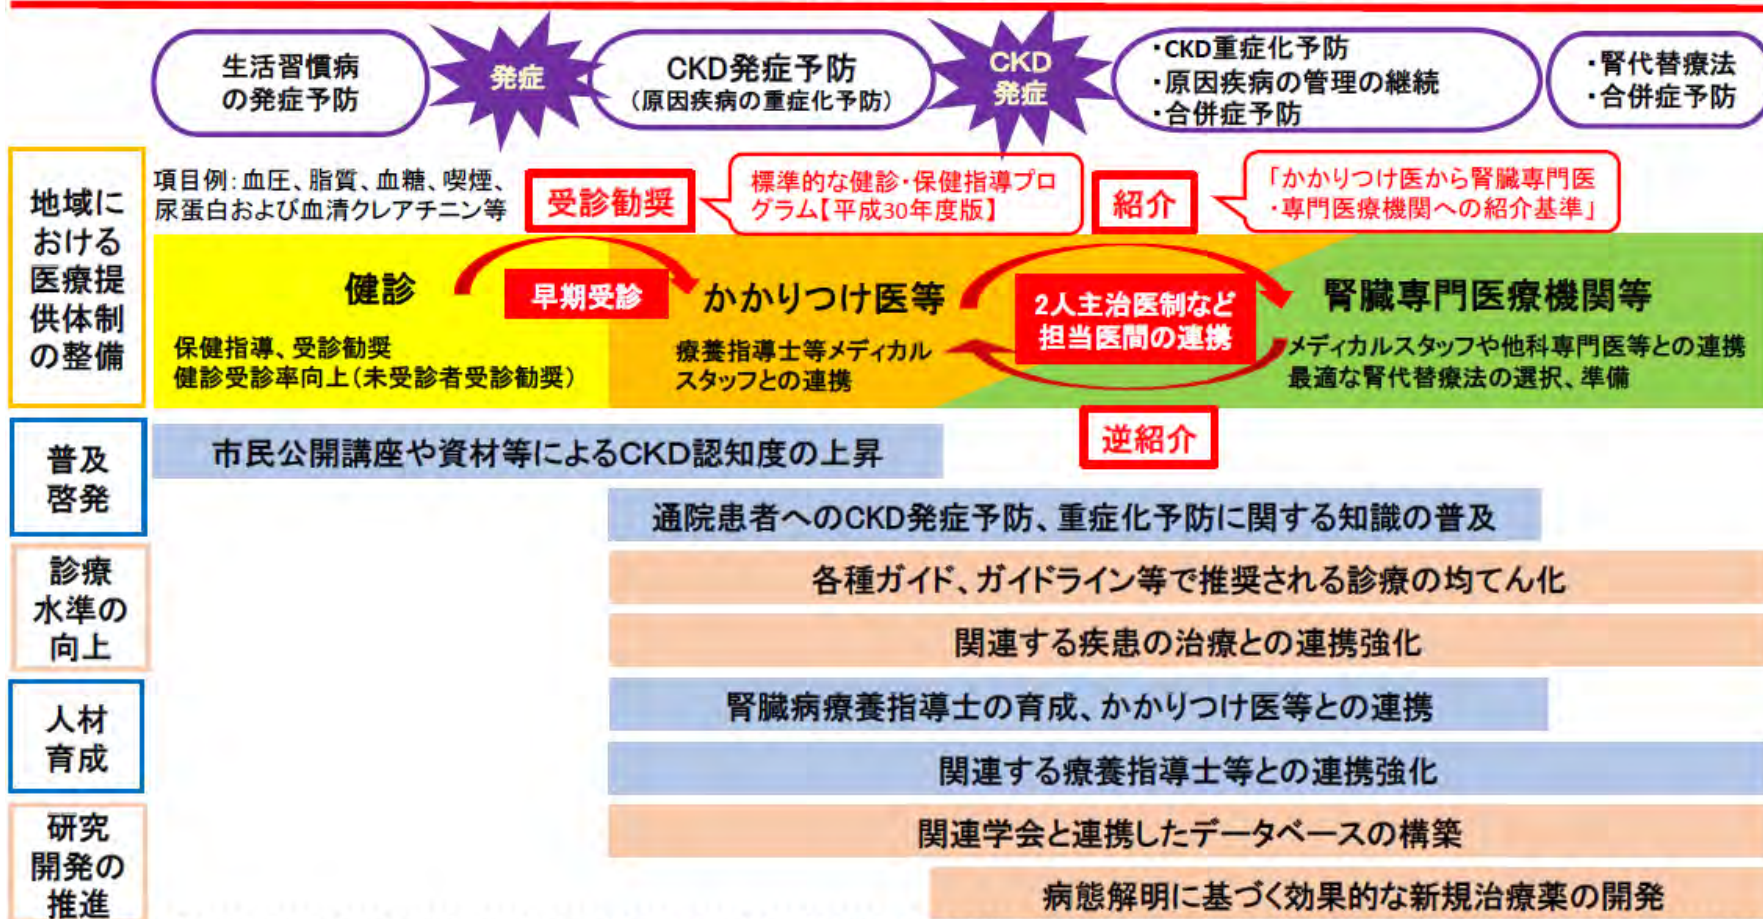 生活習慣病
の発症予防
発症
CKD発症予防
(原因疾病の重症化予防)
CKD
発症
・CKD重症化予防
・原因疾病の管理の継続
・合併症予防
・腎代替療法
・合併症予防
地域に
おける
医療提
供体制
の整備
項目例:血圧、脂質、血糖、喫煙、
尿蛋白および血清クレアチニン等
受診勧奨
標準的な健診・保健指導プロ
グラム【平成30年度版】
紹介
「かかりつけ医から腎臓専門医
・専門医療機関への紹介基準」
健診
早期受診
かかりつけ医等
2人主治医制など
担当医間の連携
腎臓専門医療機関等
保健指導、受診勧奨
健診受診率向上(未受診者受診勧奨)
療養指導士等メディカル
スタッフとの連携
メディカルスタッフや他科専門医等との連携
最適な腎代替療法の選択、準備
逆紹介
普及
啓発
市民公開講座や資材等によるCKD認知度の上昇
通院患者へのCKD発症予防、重症化予防に関する知識の普及
診療
水準の
向上
各種ガイド、ガイドライン等で推奨される診療の均てん化
関連する疾患の治療との連携強化
人材
育成
腎臓病療養指導士の育成、かかりつけ医等との連携
関連する療養指導士等との連携強化
研究
開発の
推進
関連学会と連携したデータベースの構築
病態解明に基づく効果的な新規治療薬の開発